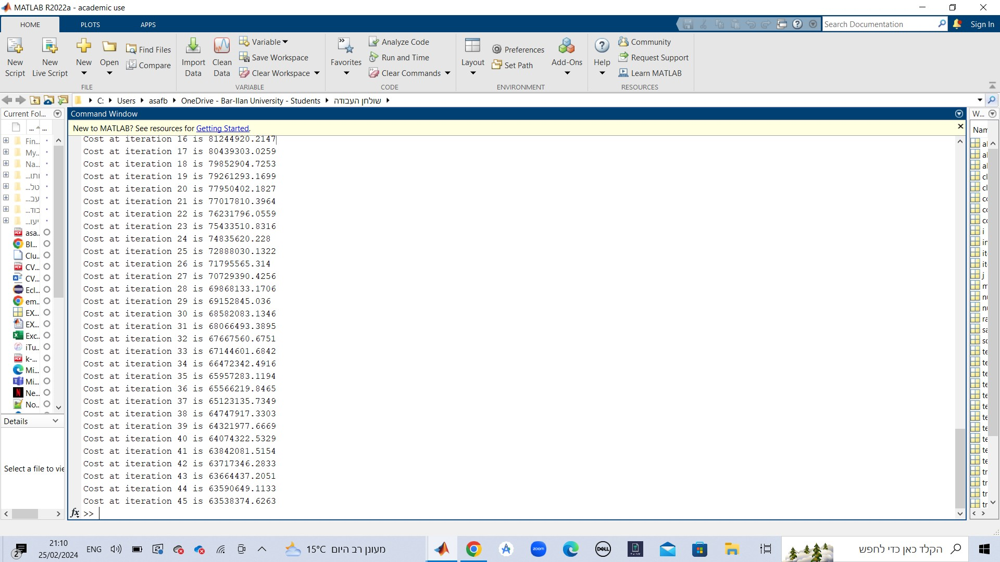 MATLAB R2022a - academic use
HOME
PLOTS
APPS
Search Documentation
Sign In
New Script
New Live Script
New
Open
Find Files
Compare
FILE
Import Data
Clean Data
Variable
Save Workspace
Clear Workspace
VARIABLE
Favorites
Analyze Code
Run and Time
Clear Commands
CODE
Layout
Preferences
Set Path
Add-Ons
ENVIRONMENT
Help
Community
Request Support
Learn MATLAB
RESOURCES
C: Users asafb OneDrive - Bar-Ilan University - Students שולחן העבודה
Current Fol...
Command Window
W...
New to MATLAB? See resources for Getting Started.
... ...
Fin...
My...
Na...
ותו...
טל...
עב...
בוד...
יעו...
asa...
BI...
Clu...
CV...
CV...
Ecl...
em...
EX...
EX...
Exc...
iTu...
k-...
Mi...
Mi...
Ne...
No...
Details
Select a file to vie
Cost at iteration 16 is 81244920.2147
Cost at iteration 17 is 80439303.0259
Cost at iteration 18 is 79852904.7253
Cost at iteration 19 is 79261293.1699
Cost at iteration 20 is 77950402.1827
Cost at iteration 21 is 77017810.3964
Cost at iteration 22 is 76231796.0559
Cost at iteration 23 is 75433510.8316
Cost at iteration 24 is 74835620.228
Cost at iteration 25 is 72888030.1322
Cost at iteration 26 is 71795565.314
Cost at iteration 27 is 70729390.4256
Cost at iteration 28 is 69868133.1706
Cost at iteration 29 is 69152845.036
Cost at iteration 30 is 68582083.1346
Cost at iteration 31 is 68066493.3895
Cost at iteration 32 is 67667560.6751
Cost at iteration 33 is 67144601.6842
Cost at iteration 34 is 66472342.4916
Cost at iteration 35 is 65957283.1194
Cost at iteration 36 is 65566219.8465
Cost at iteration 37 is 65123135.7349
Cost at iteration 38 is 64747917.3303
Cost at iteration 39 is 64321977.6669
Cost at iteration 40 is 64074322.5329
Cost at iteration 41 is 63842081.5154
Cost at iteration 42 is 63717346.2833
Cost at iteration 43 is 63664437.2051
Cost at iteration 44 is 63590649.1133
Cost at iteration 45 is 63538374.6263
fx >>
i
it
it
j
te
te
te
te
te
te
te
te
te
te
te
tr
tr
tr
tr
2
21:10
25/02/2024
ENG
15°C מעונן רב היום
zoom
DELL
הקלד כאן כדי לחפש